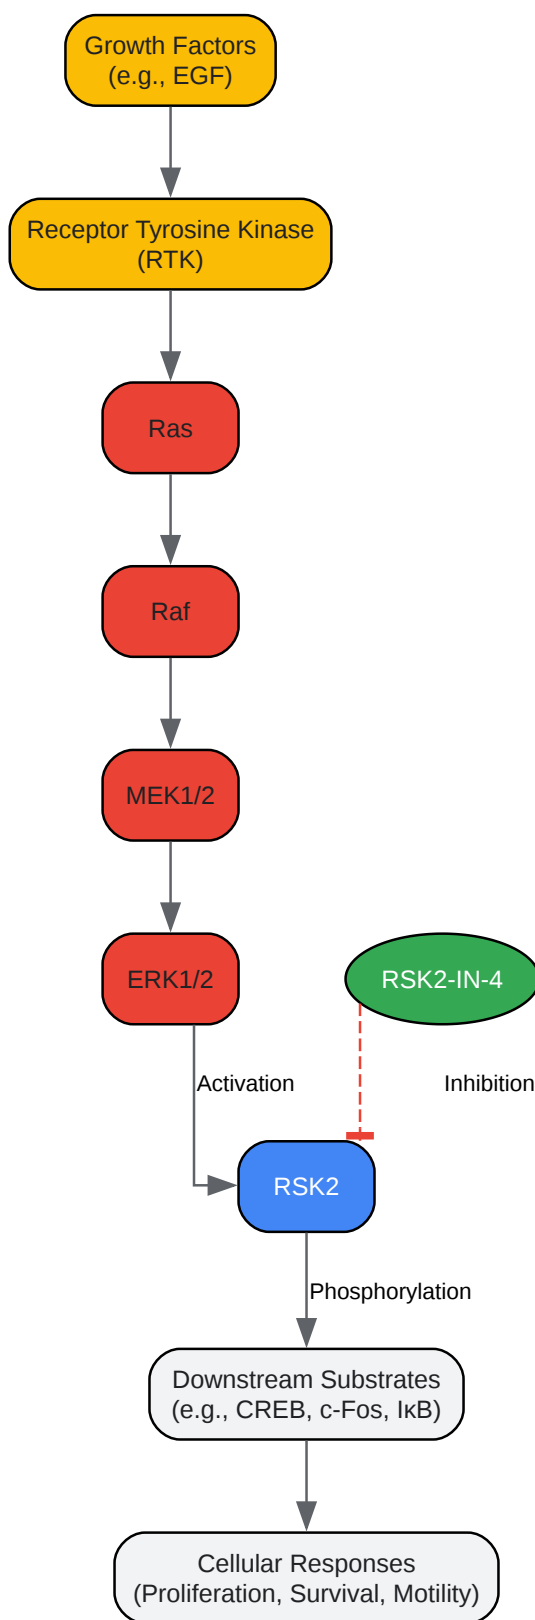 Growth Factors
(e.g., EGF)
Receptor Tyrosine Kinase
(RTK)
Ras
Raf
MEK1/2
ERK1/2
RSK2-IN-4
Activation
Inhibition
RSK2
Phosphorylation
Downstream Substrates
(e.g., CREB, c-Fos, IκB)
Cellular Responses
(Proliferation, Survival, Motility)